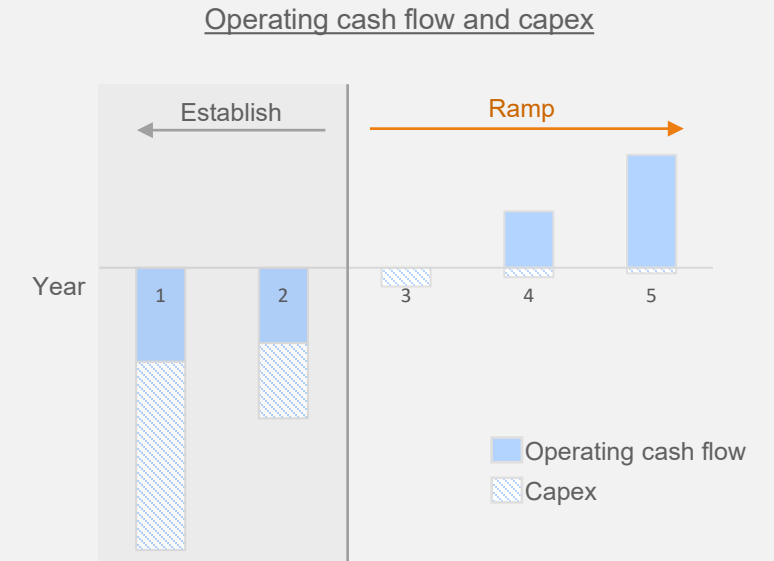 Operating cash flow and capex
Establish
Ramp
Year
1
2
3
4
5
Operating cash flow
Capex